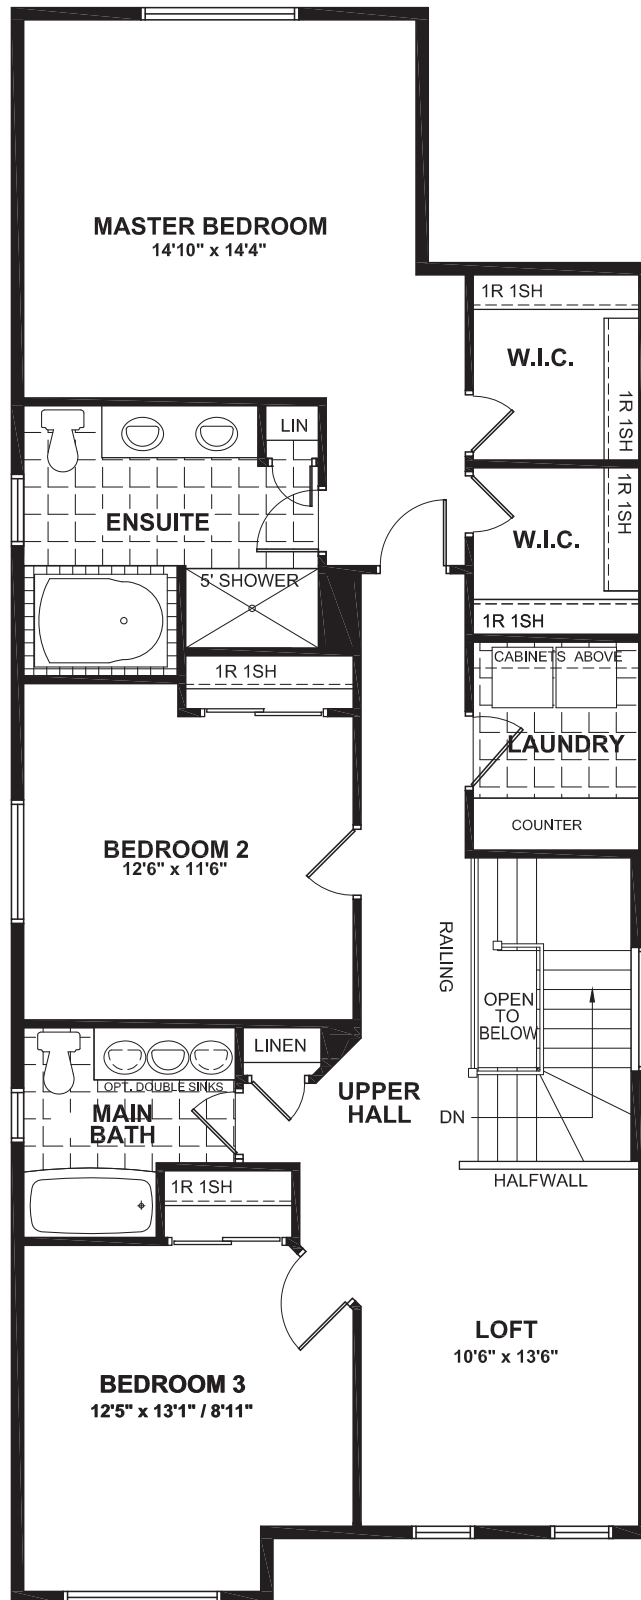 MASTER BEDROOM
14'10" x 14'4"
1R 1SH
W.I.C.
1R 1SH
LIN
ENSUITE
1R 1SH
W.I.C.
5' SHOWER
1R 1SH
1R 1SH
CABINETS ABOVE
LAUNDRY
COUNTER
BEDROOM 2
12'6" x 11'6"
RAILING
OPEN
TO
BELOW
LINEN
OPT. DOUBLE SINKS
MAIN
BATH
UPPER
HALL
DN
1R 1SH
HALFWALL
LOFT
10'6" x 13'6"
BEDROOM 3
12'5" x 13'1" / 8'11"